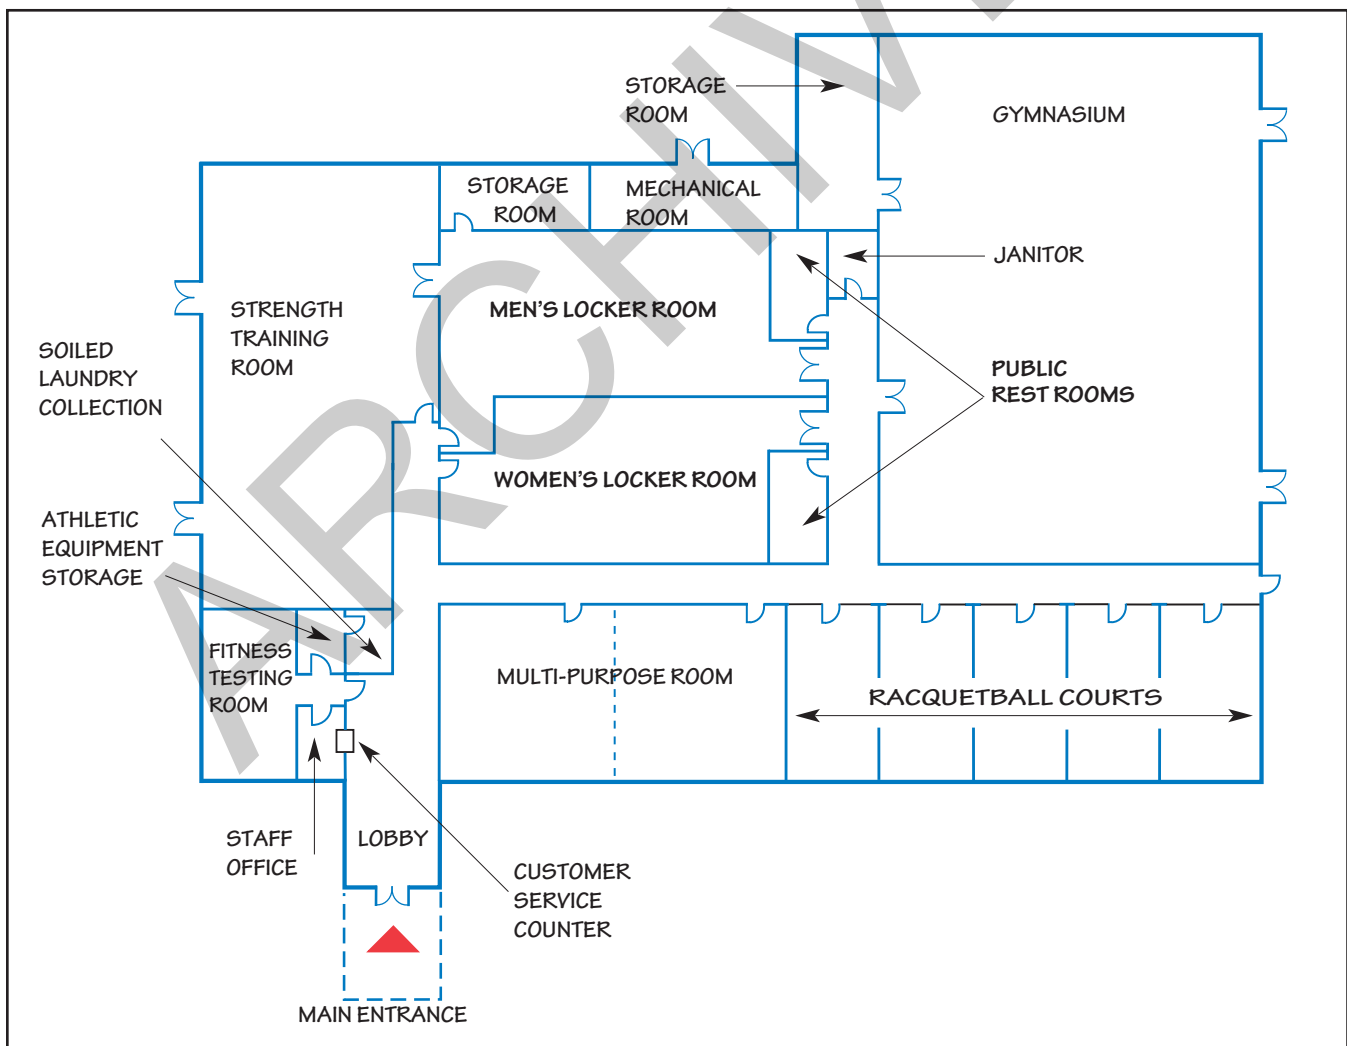 STORAGE
ROOM
GYMNASIUM
STORAGE
ROOM
MECHANICAL
ROOM
JANITOR
STRENGTH
TRAINING
ROOM
MEN'S LOCKER ROOM
SOILED
LAUNDRY
COLLECTION
PUBLIC
REST ROOMS
WOMEN'S LOCKER ROOM
ATHLETIC
EQUIPMENT
STORAGE
FITNESS
TESTING
ROOM
MULTI-PURPOSE ROOM
RACQUETBALL COURTS
STAFF
OFFICE
LOBBY
CUSTOMER
SERVICE
COUNTER
MAIN ENTRANCE
ARCHIV